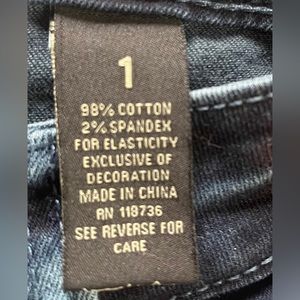 1
98% COTTON
2% SPANDEX
FOR ELASTICITY
EXCLUSIVE OF
DECORATION
MADE IN CHINA
RN 118736
SEE REVERSE FOR
CARE